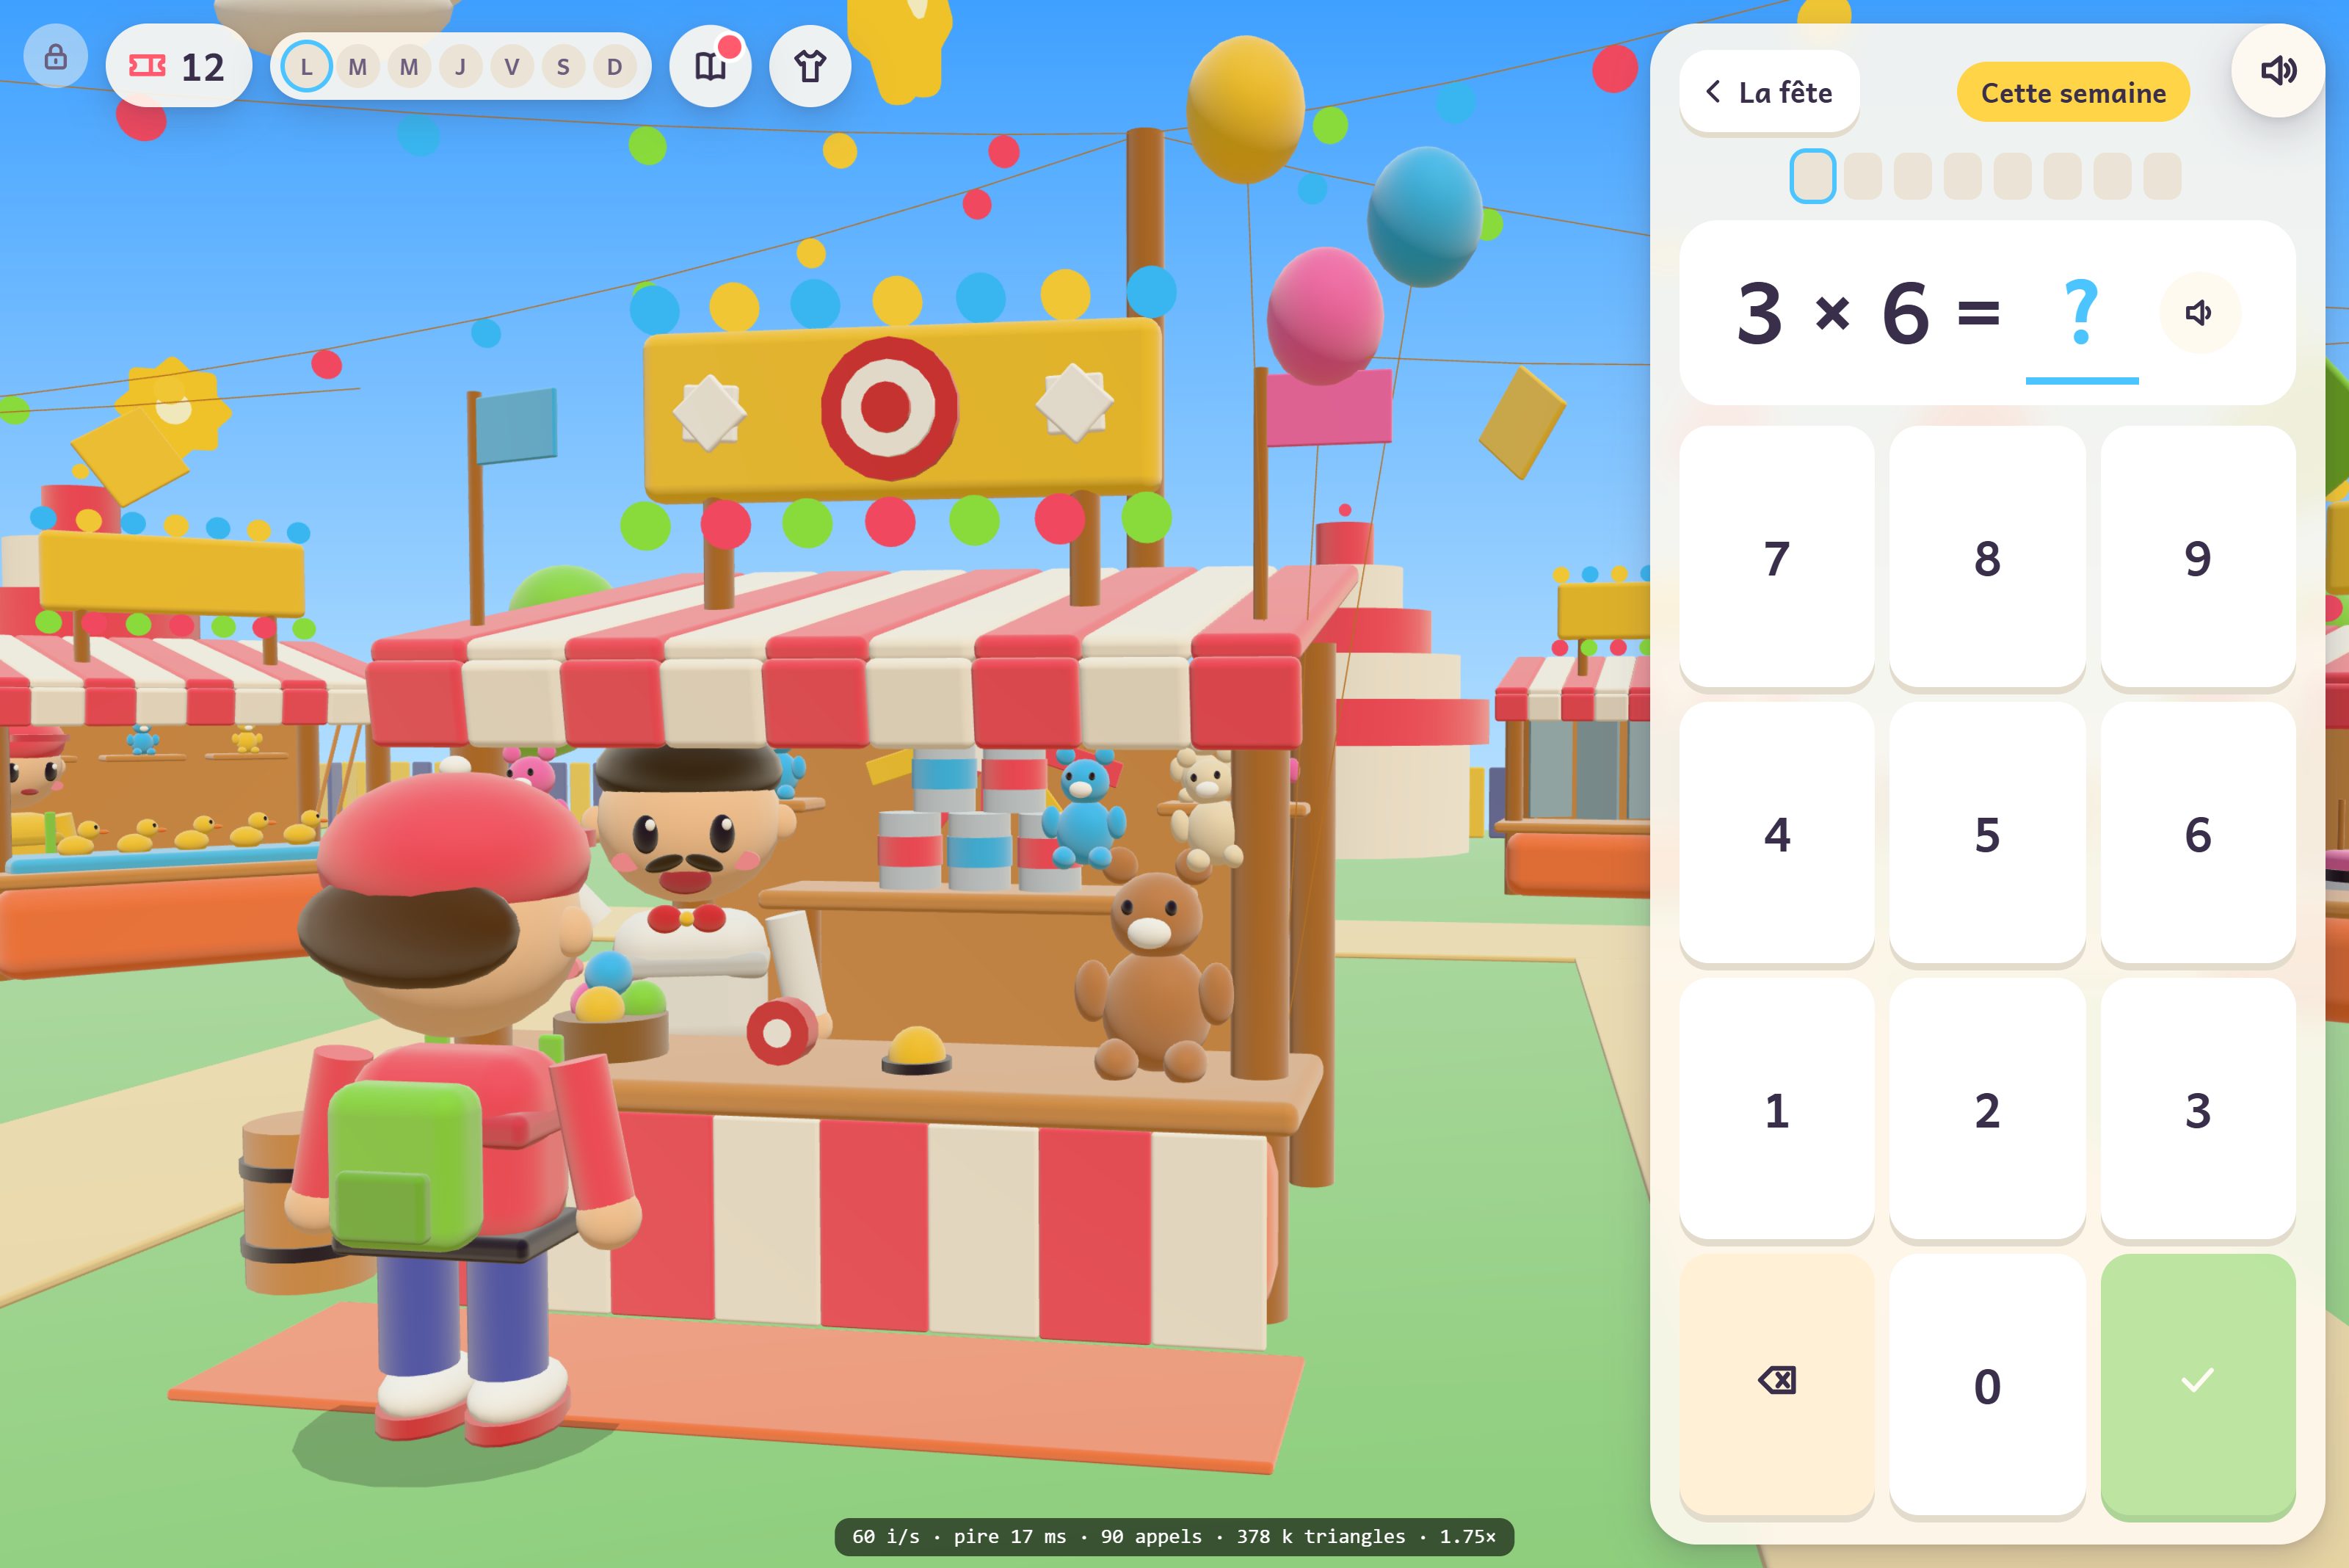 12
L M M J V S D
La fête
Cette semaine
3 × 6 = ?
7 8 9
4 5 6
1 2 3
0
60 i/s · pire 17 ms · 90 appels · 378 k triangles · 1.75×